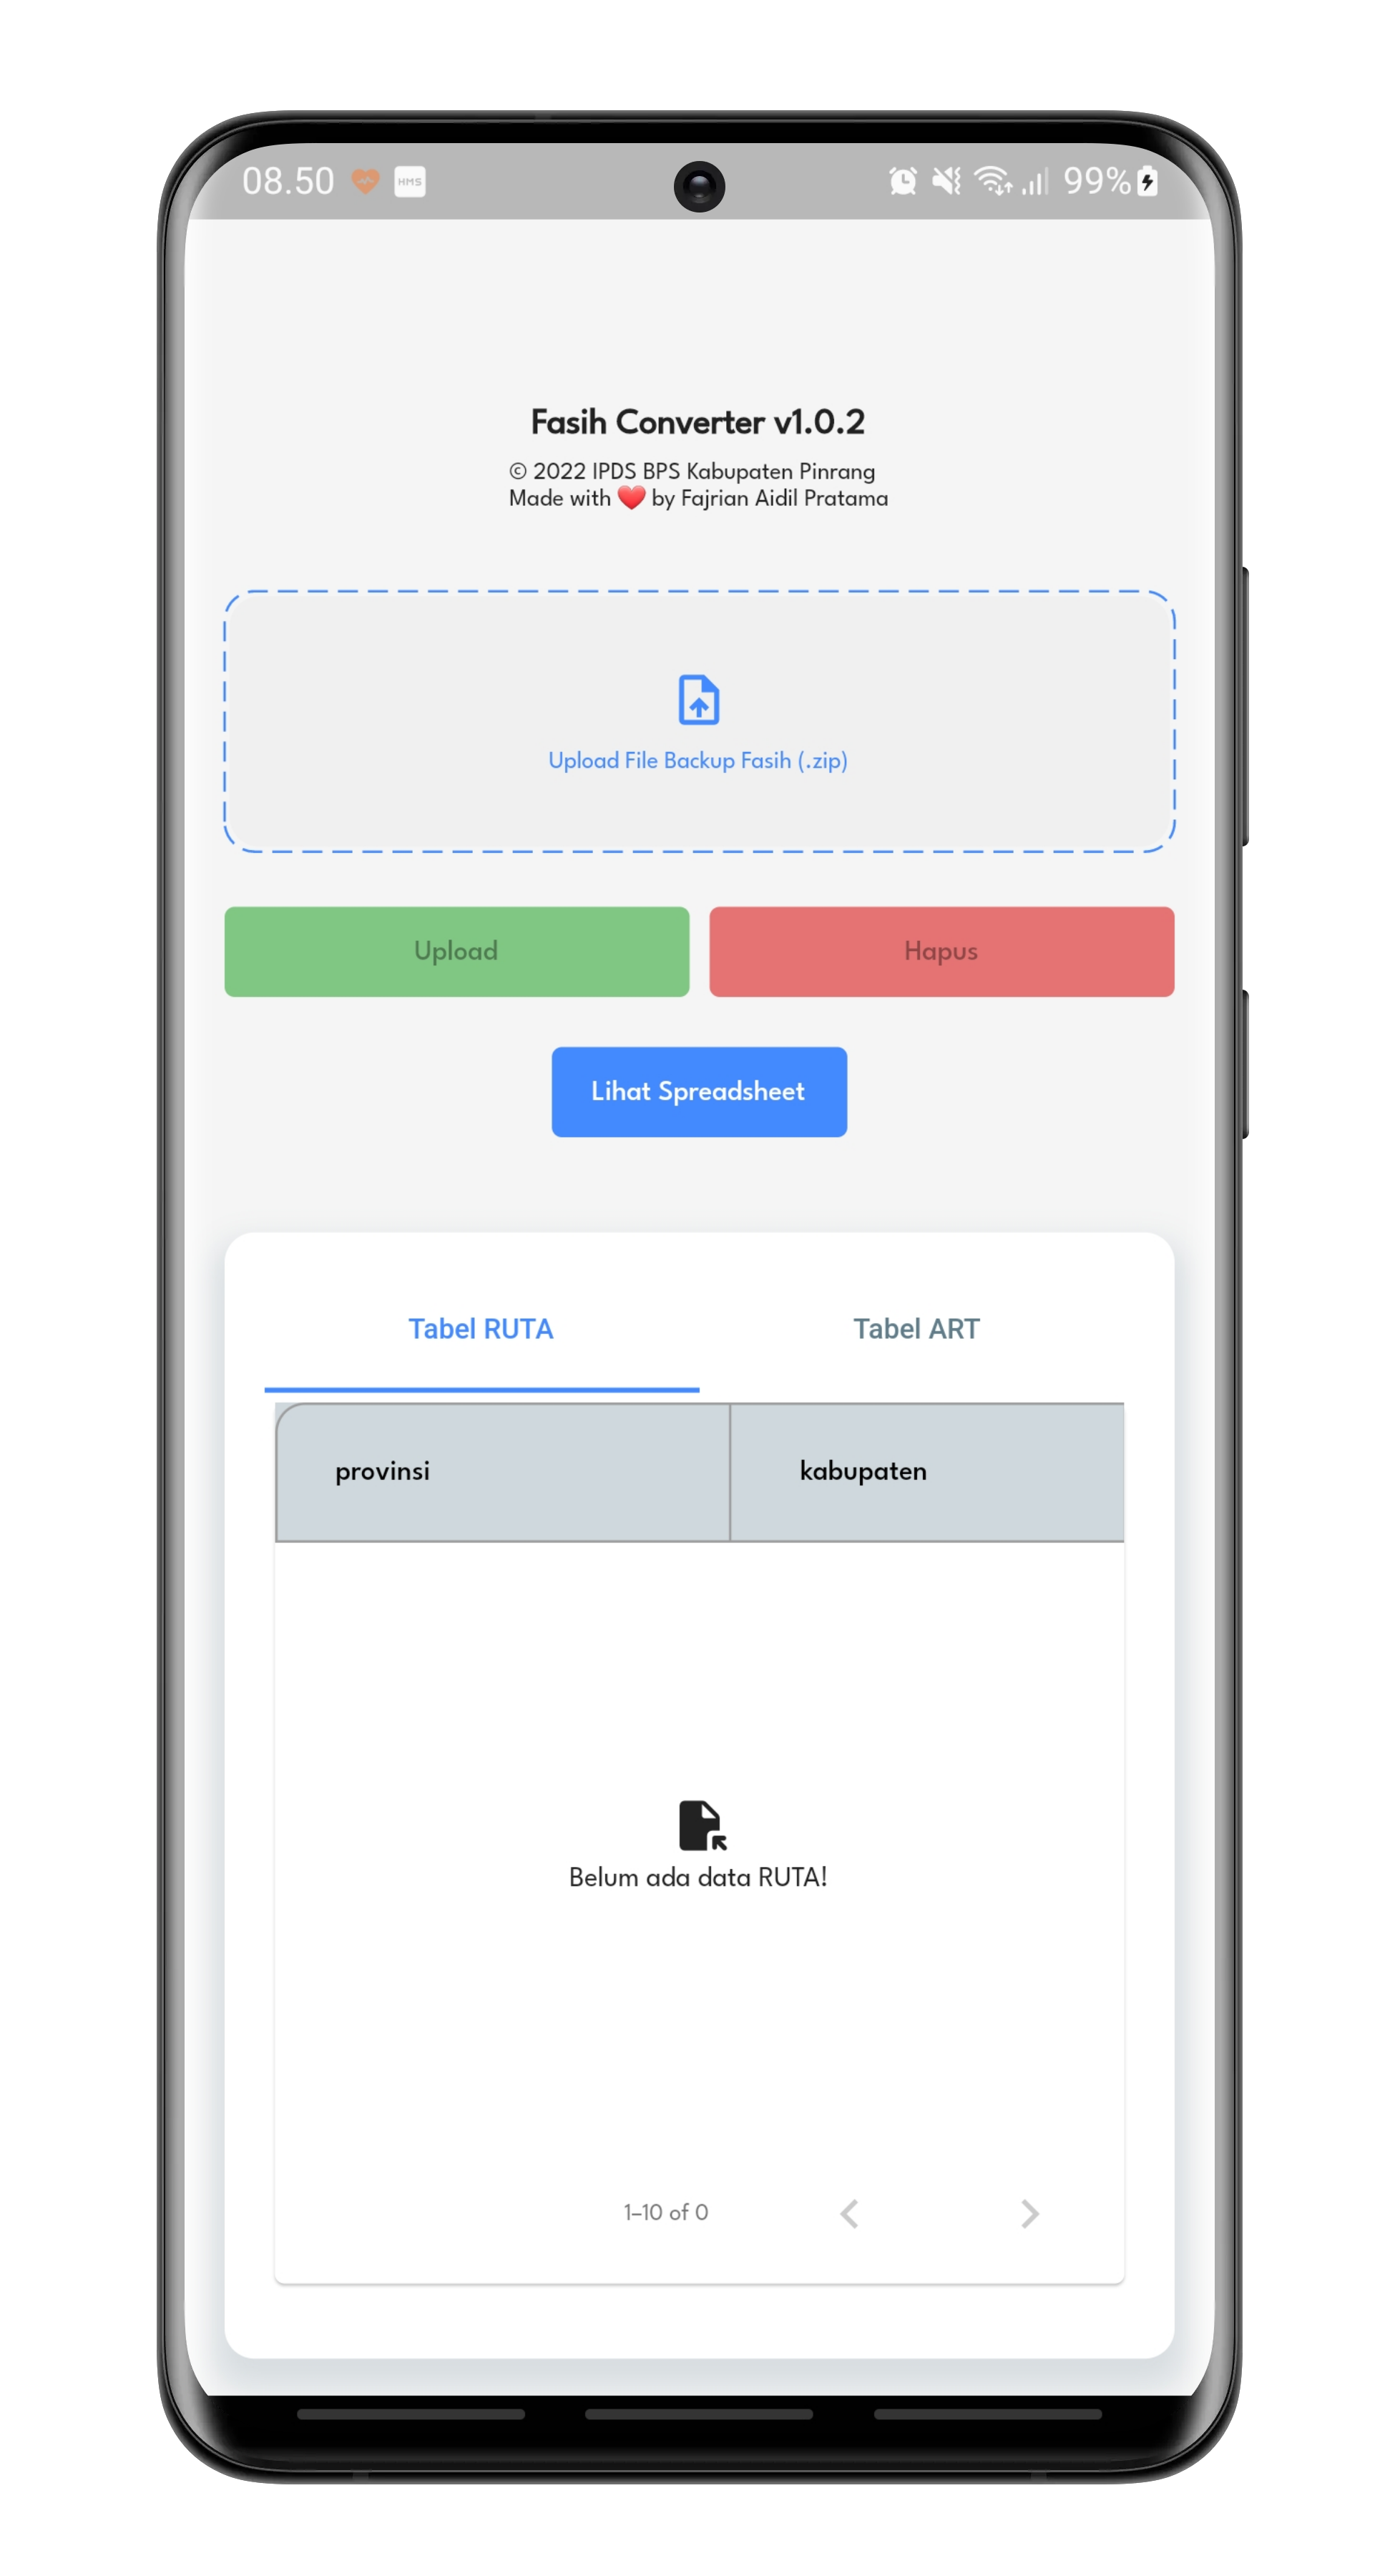 08.50 HMS 99%
Fasih Converter v1.0.2
© 2022 IPDS BPS Kabupaten Pinrang
Made with ❤️ by Fajrian Aidil Pratama
Upload File Backup Fasih (.zip)
Upload Hapus
Lihat Spreadsheet
Tabel RUTA Tabel ART
provinsi kabupaten
Belum ada data RUTA!
1–10 of 0